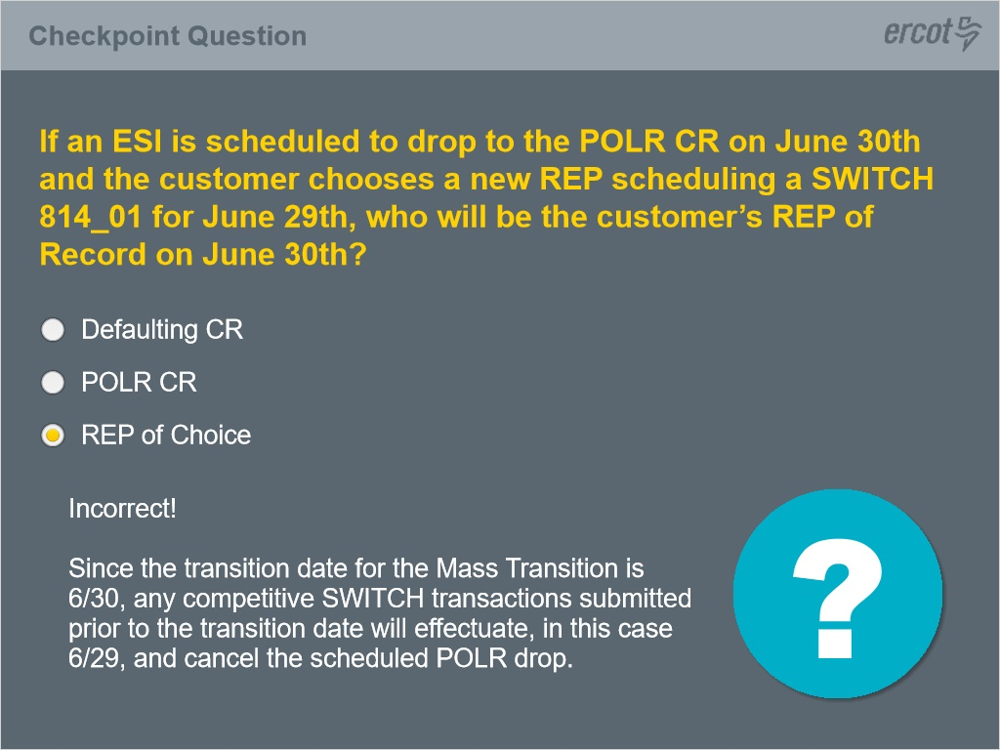 Checkpoint Question
ercot
If an ESI is scheduled to drop to the POLR CR on June 30th
and the customer chooses a new REP scheduling a SWITCH
814_01 for June 29th, who will be the customer’s REP of
Record on June 30th?
Defaulting CR
POLR CR
REP of Choice
Incorrect!
Since the transition date for the Mass Transition is
6/30, any competitive SWITCH transactions submitted
prior to the transition date will effectuate, in this case
6/29, and cancel the scheduled POLR drop.
?